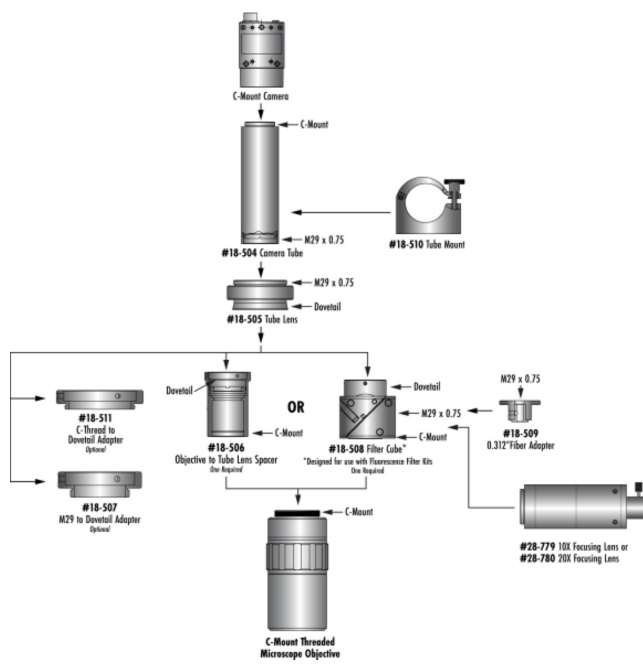 C-Mount Camera
C-Mount
M29 x 0.75
#18-504 Camera Tube
#18-510 Tube Mount
M29 x 0.75
Dovetail
#18-505 Tube Lens
#18-511
C-Thread to
Dovetail Adapter
Optional
#18-507
M29 to Dovetail Adapter
Optional
Dovetail
C-Mount
#18-506
Objective to Tube Lens Spacer
One Required
OR
Dovetail
M29 x 0.75
C-Mount
#18-508 Filter Cube*
*Designed for use with Fluorescence Filter Kits
One Required
M29 x 0.75
#18-509
0.312"Fiber Adapter
#28-779 10X Focusing Lens or
#28-780 20X Focusing Lens
C-Mount
C-Mount Threaded
Microscope Objective